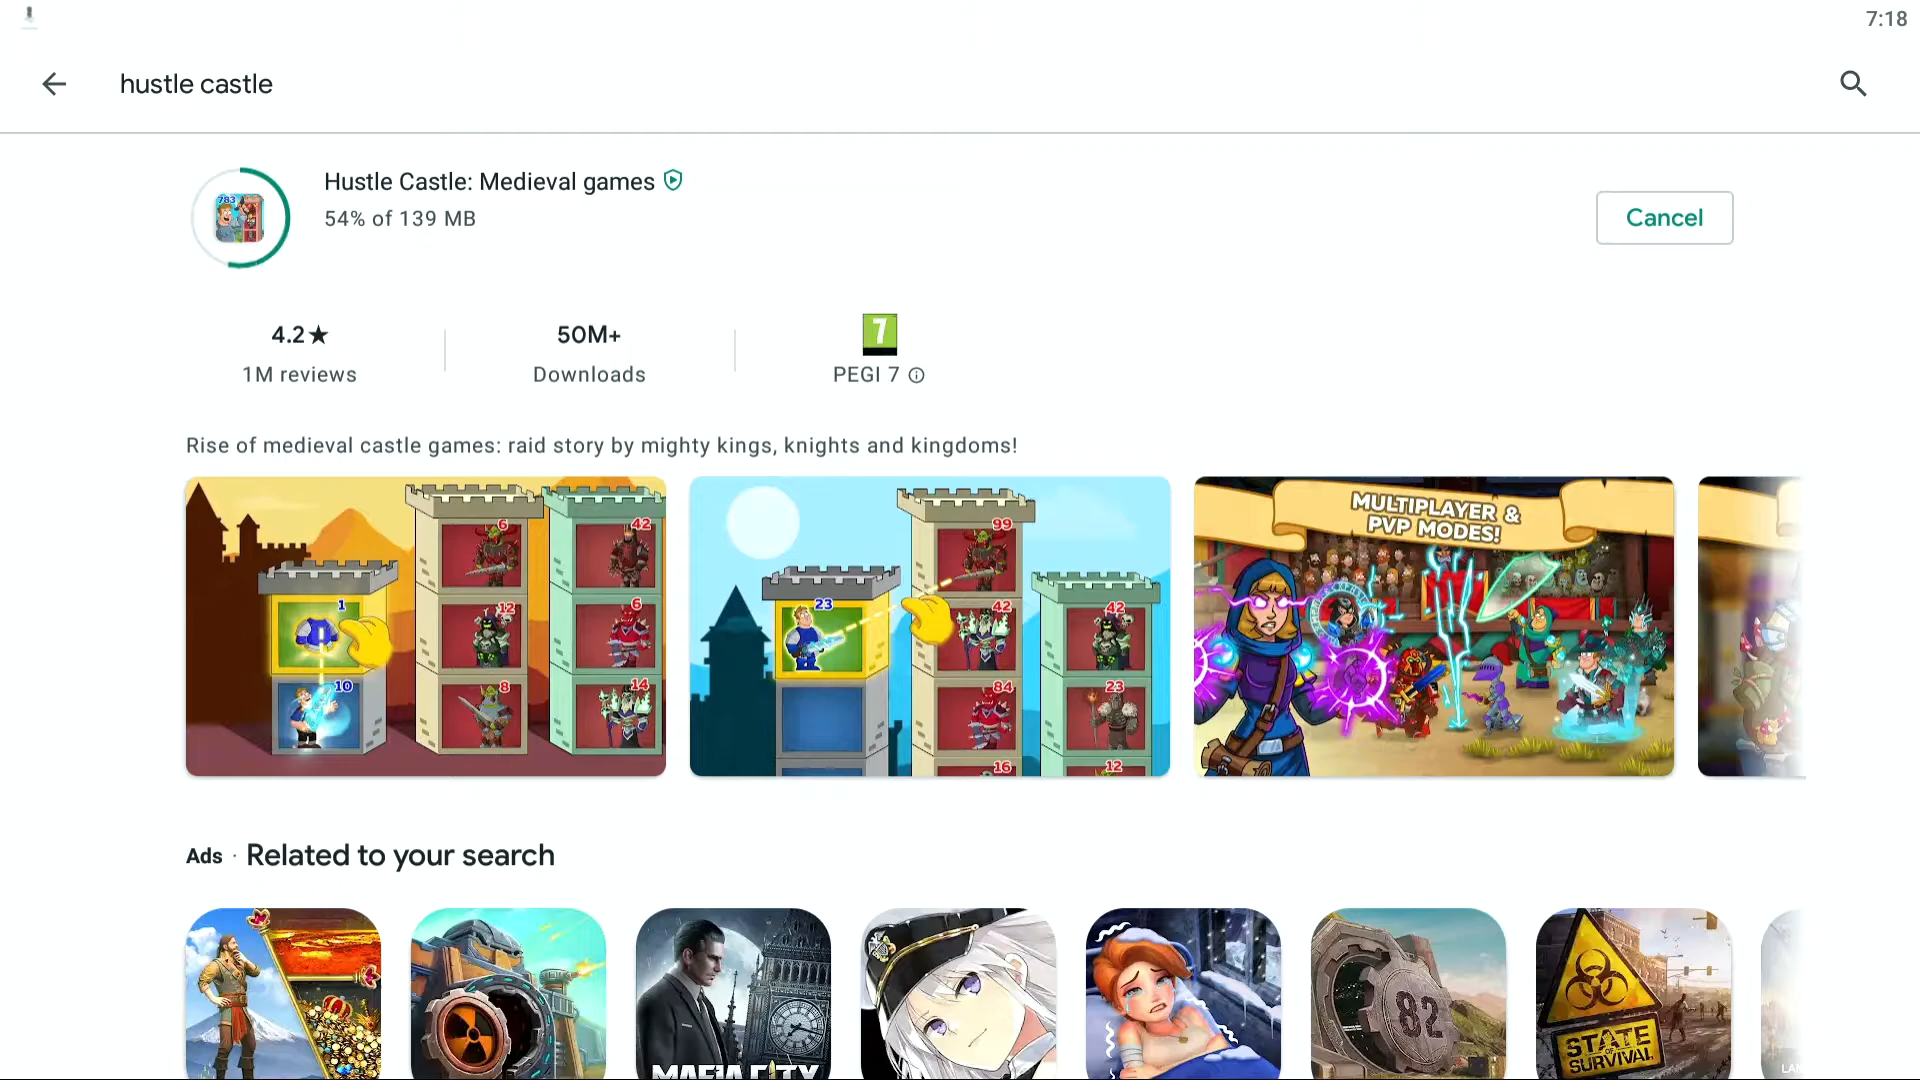 7:18
hustle castle
783
Hustle Castle: Medieval games
54% of 139 MB
Cancel
4.2★
1M reviews
50M+
Downloads
7
PEGI 7
Rise of medieval castle games: raid story by mighty kings, knights and kingdoms!
1
10
6
12
8
42
6
14
23
99
42
84
16
42
23
12
MULTIPLAYER &
PVP MODES!
Ads · Related to your search
MAFIA CITY
82
STATE
OF
SURVIVAL